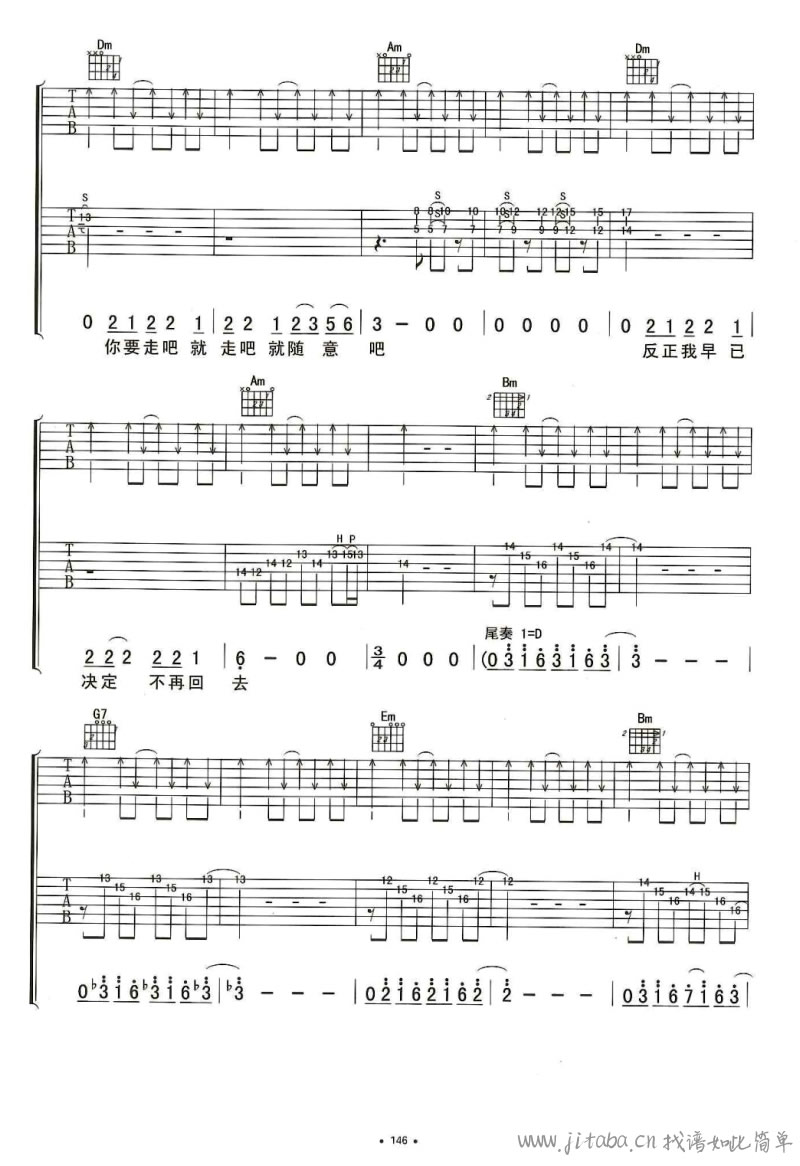 Dm Am Dm
T A B
S S S S
13 8 8 10 10 10 12 12 12 15 15 17
T A B
S S S
5 5 7 7 9 9 9 12 12 14
0 2 1 2 2 1 | 2 2 1 2 3 5 6 | 3 – 0 0 | 0 0 0 0 | 0 2 1 2 2 1
你要走吧 就 走吧 就随 意 吧 反正我早 已
Am Bm
T A B
H P
T A B
14 12 14 12 13 14 13 15 13 14 14 15 16 14 15 16 14 14
尾奏 1=D
2 2 2 2 2 1 | 6 – 0 0 | 3/4 0 0 0 | (0 3 1 6 3 1 6 3 | 3 – – –
决定 不再回 去
G7 Em Bm
T A B
H
T A B
13 15 16 13 15 16 13 13 12 15 16 12 15 16 12 12 14 15 16 14 15 16 16
0 ♭3 1 6 ♭3 1 6 ♭3 | ♭3 – – – | 0 2 1 6 2 1 6 2 | 2 – – – | 0 3 1 6 7 1 6 3
• 146 •
www.jitaba.cn 找谱如此简单